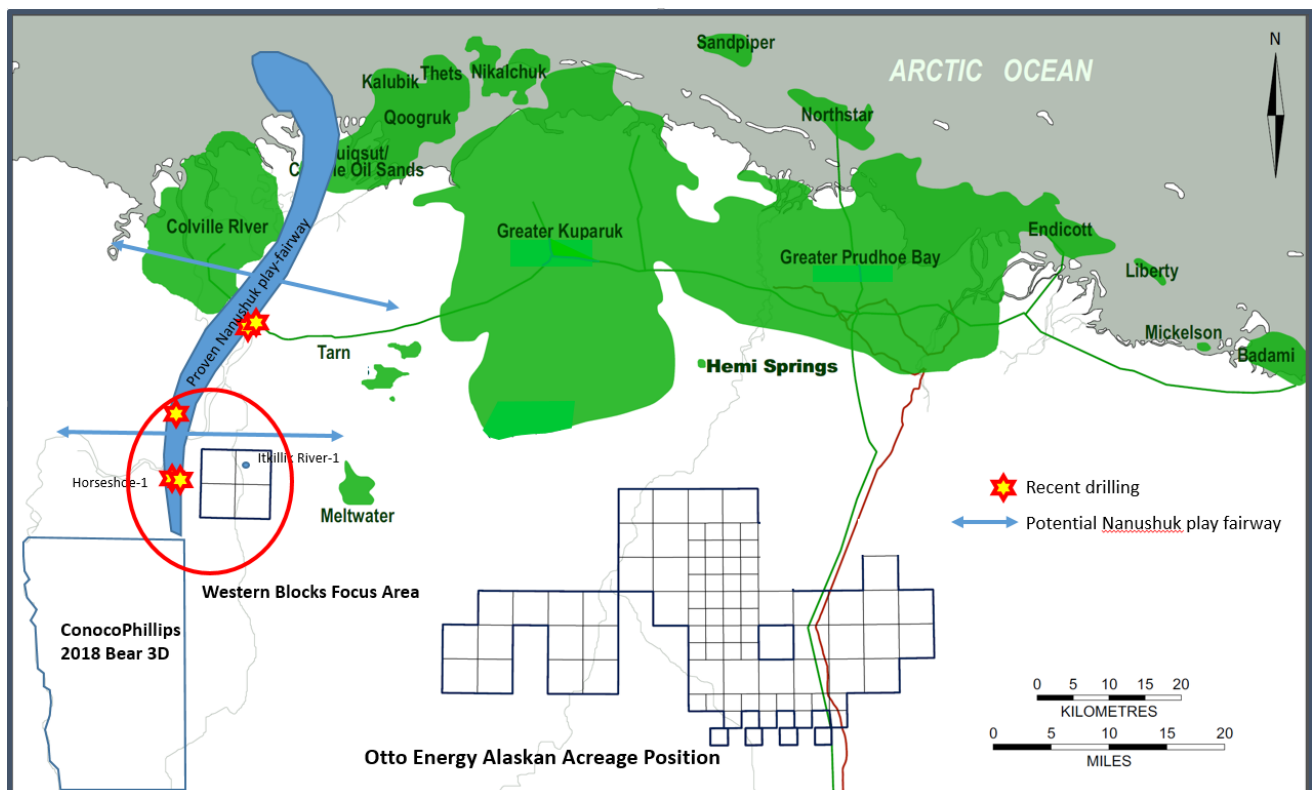 Sandpiper
N
ARCTIC OCEAN
Kalubik
Thets
Nikalchuk
Qoogruk
Northstar
uiqsut/
Oil Sands
Colville RIver
Greater Kuparuk
Greater Prudhoe Bay
Endicott
Liberty
Mickelson
Badami
Proven Nanushuk play-fairway
Tarn
Hemi Springs
Itkillik River-1
Horseshoe-1
Meltwater
Recent drilling
Potential Nanushuk play fairway
Western Blocks Focus Area
ConocoPhillips
2018 Bear 3D
Otto Energy Alaskan Acreage Position
0 5 10 15 20
KILOMETRES
0 5 10 15 20
MILES